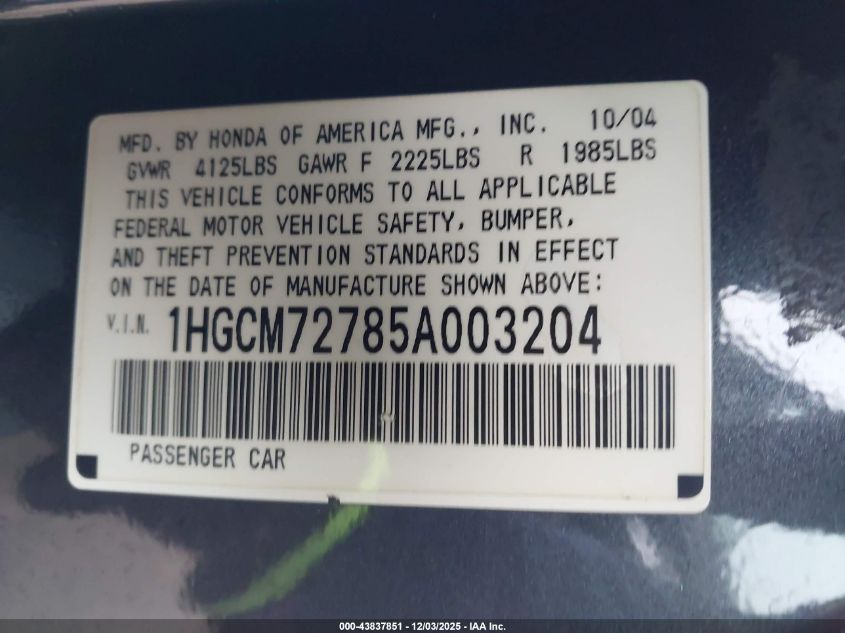 MFD. BY HONDA OF AMERICA MFG., INC. 10/04
GVWR 4125LBS GAWR F 2225LBS R 1985LBS
THIS VEHICLE CONFORMS TO ALL APPLICABLE
FEDERAL MOTOR VEHICLE SAFETY, BUMPER,
AND THEFT PREVENTION STANDARDS IN EFFECT
ON THE DATE OF MANUFACTURE SHOWN ABOVE:
V.I.N. 1HGCM72785A003204
PASSENGER CAR
000-43837851 - 12/03/2025 - IAA Inc.